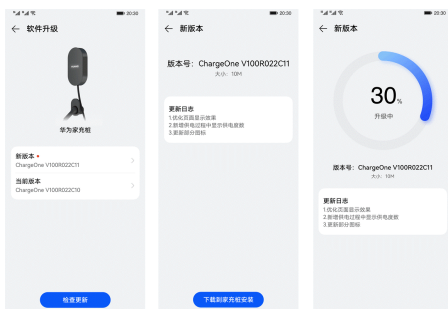 20:30
← 软件升级
华为家充桩
新版本
ChargeOne V100R022C11
当前版本
ChargeOne V100R022C10
检查更新
20:30
← 新版本
版本号: ChargeOne V100R022C11
大小: 10M
更新日志
1.优化页面显示效果
2.新增供电过程中显示供电度数
3.更新部分图标
下载到家充桩安装
20:30
← 新版本
30%
升级中
版本号: ChargeOne V100R022C11
大小: 10M
更新日志
1.优化页面显示效果
2.新增供电过程中显示供电度数
3.更新部分图标